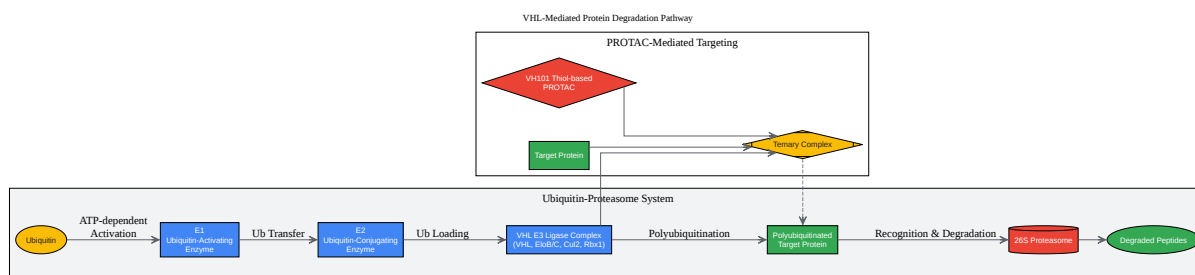 VHL-Mediated Protein Degradation Pathway
PROTAC-Mediated Targeting
VH101 Thiol-based
PROTAC
Ternary Complex
Target Protein
Ubiquitin-Proteasome System
Ubiquitin
ATP-dependent
Activation
E1
Ubiquitin-Activating
Enzyme
Ub Transfer
E2
Ubiquitin-Conjugating
Enzyme
Ub Loading
VHL E3 Ligase Complex
(VHL, EloB/C, Cul2, Rbx1)
Polyubiquitination
Polyubiquitinated
Target Protein
Recognition & Degradation
26S Proteasome
Degraded Peptides